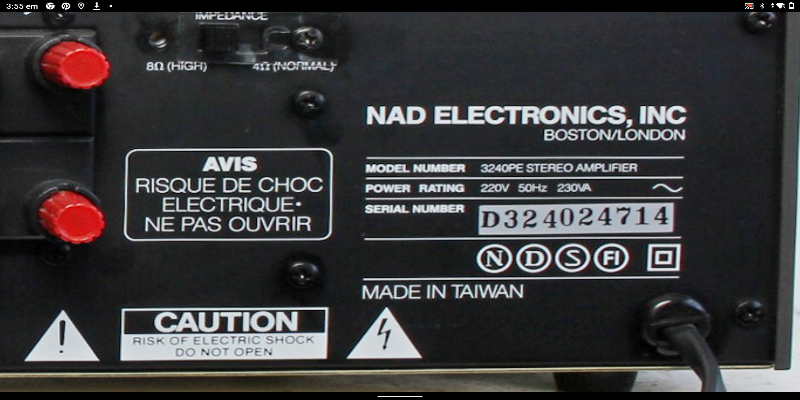 3:55 am
IMPEDANCE
8Ω (HIGH) 4Ω (NORMAL)
NAD ELECTRONICS, INC
BOSTON/LONDON
AVIS
RISQUE DE CHOC
ELECTRIQUE•
NE PAS OUVRIR
MODEL NUMBER 3240PE STEREO AMPLIFIER
POWER RATING 220V 50Hz 230VA
SERIAL NUMBER D324024714
N D S FI
MADE IN TAIWAN
CAUTION
RISK OF ELECTRIC SHOCK
DO NOT OPEN